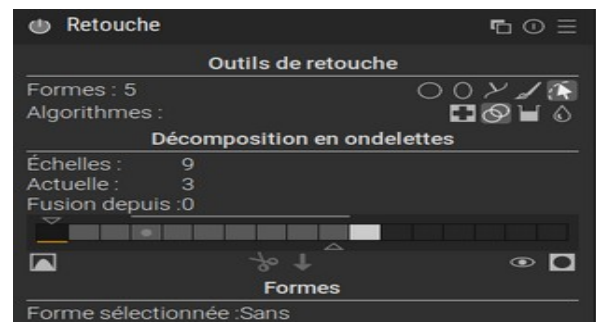 Retouche
Outils de retouche
Formes : 5
Algorithmes :
Décomposition en ondelettes
Échelles : 9
Actuelle : 3
Fusion depuis :0
Formes
Forme sélectionnée :Sans